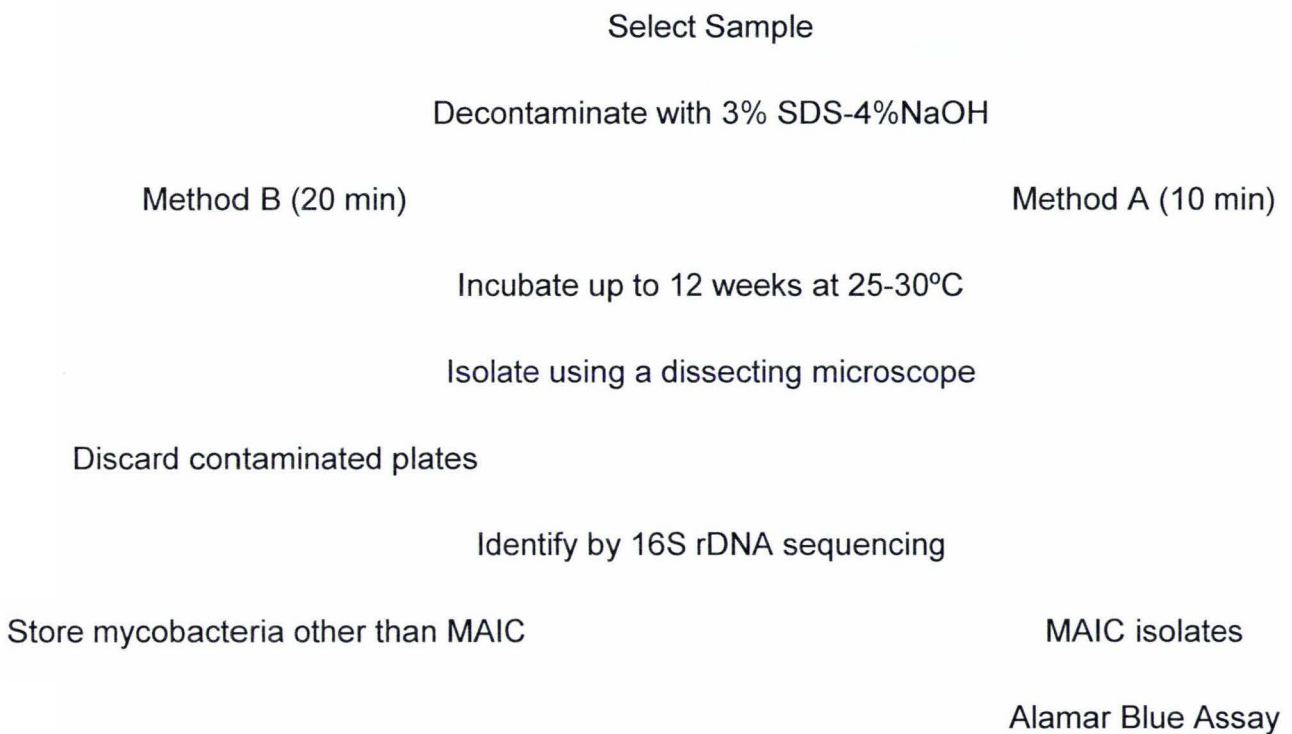 Select Sample
Decontaminate with 3% SDS-4%NaOH
Method B (20 min) Method A (10 min)
Incubate up to 12 weeks at 25-30ºC
Isolate using a dissecting microscope
Discard contaminated plates
Identify by 16S rDNA sequencing
Store mycobacteria other than MAIC MAIC isolates
Alamar Blue Assay